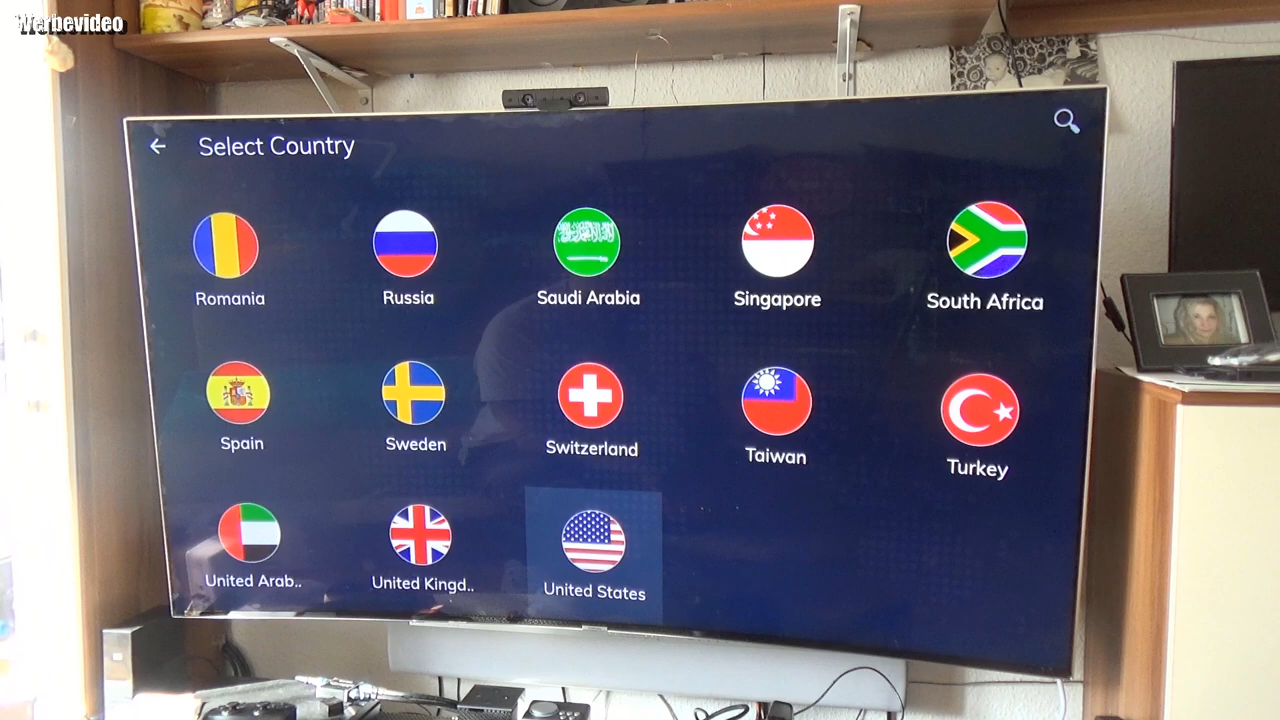 Werbevideo
Select Country
Romania
Russia
Saudi Arabia
Singapore
South Africa
Spain
Sweden
Switzerland
Taiwan
Turkey
United Arab..
United Kingd..
United States